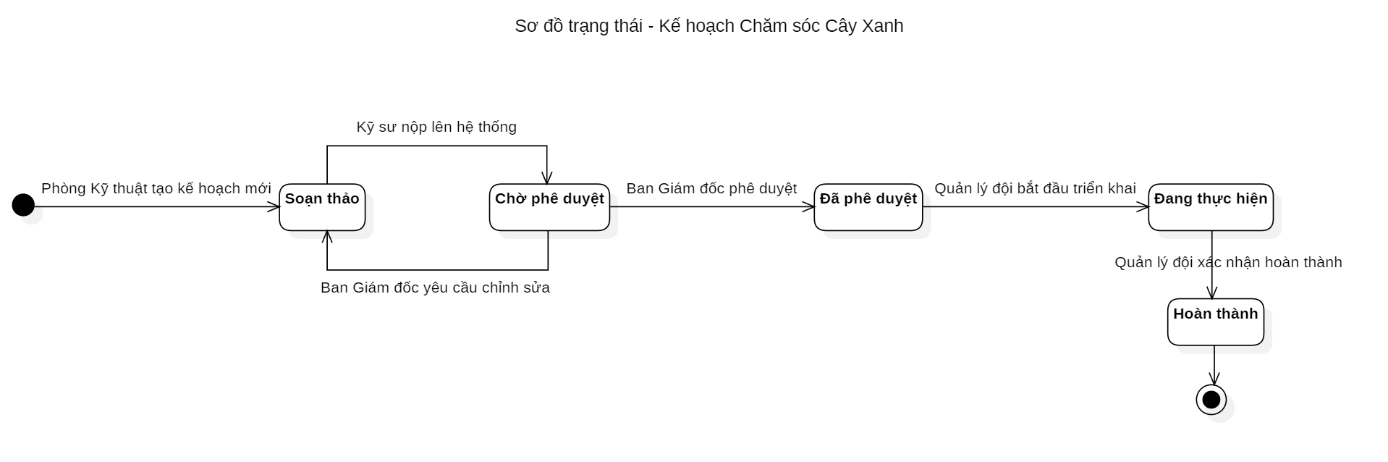 Sơ đồ trạng thái - Kế hoạch Chăm sóc Cây Xanh
Kỹ sư nộp lên hệ thống
Phòng Kỹ thuật tạo kế hoạch mới
Soạn thảo
Chờ phê duyệt
Ban Giám đốc phê duyệt
Đã phê duyệt
Quản lý đội bắt đầu triển khai
Đang thực hiện
Ban Giám đốc yêu cầu chỉnh sửa
Quản lý đội xác nhận hoàn thành
Hoàn thành